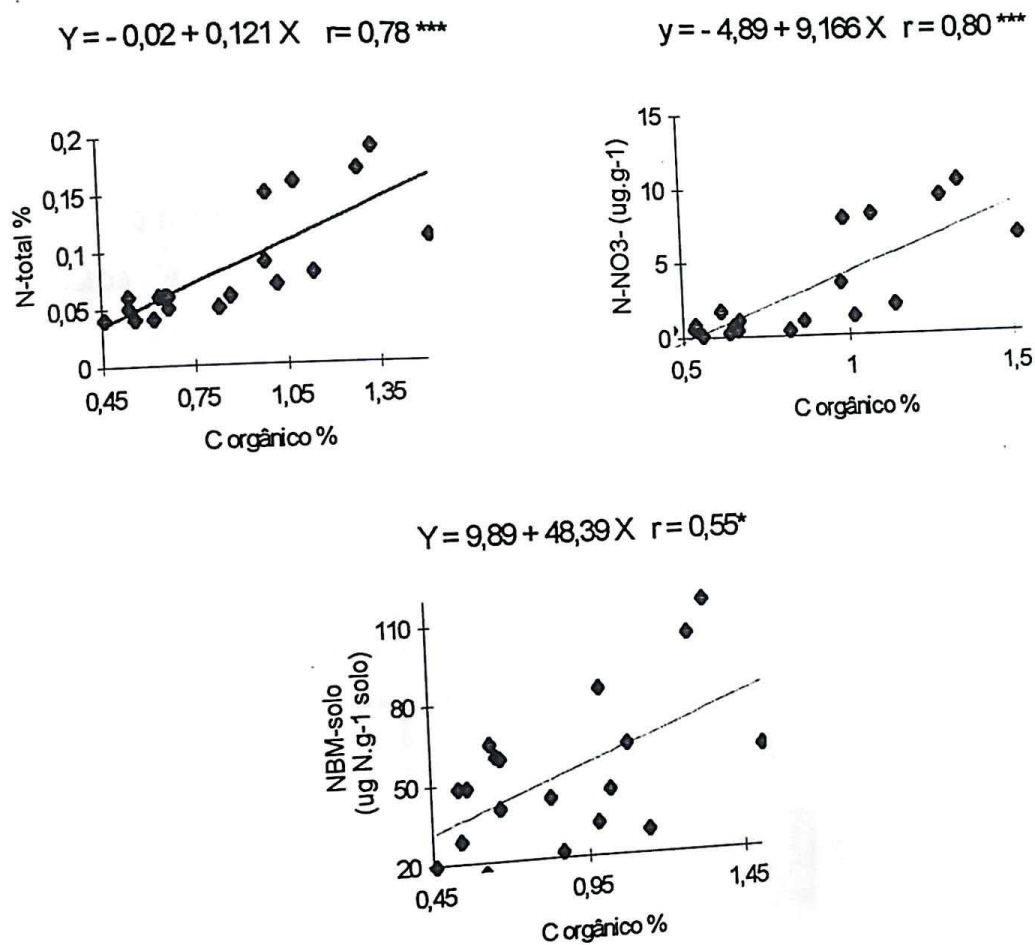 Y = - 0,02 + 0,121 X r= 0,78 ***
y = - 4,89 + 9,166 X r = 0,80 ***
0,2
0,15
0,1
0,05
0
N-total %
0,45 0,75 1,05 1,35
C orgânico %
15
10
5
0
N-NO3- (ug.g-1)
0,5 1 1,5
C orgânico %
Y = 9,89 + 48,39 X r = 0,55*
110
80
50
20
NBM-solo
(ug N.g-1 solo)
0,45 0,95 1,45
C orgânico %